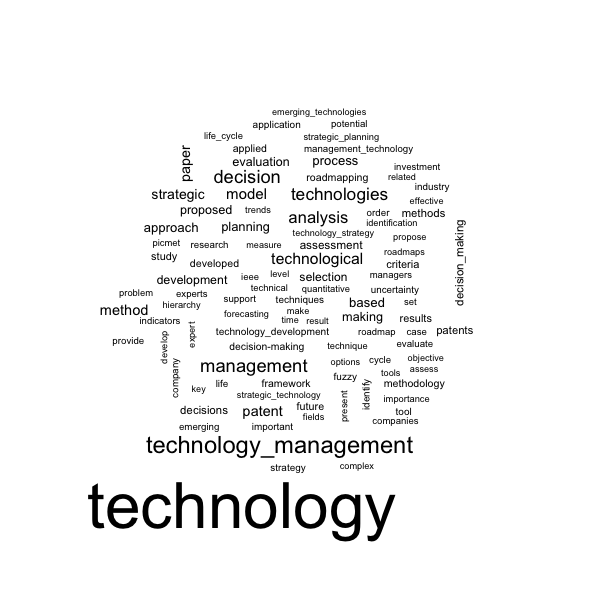 emerging_technologies
application potential
life_cycle strategic_planning
applied management_technology
paper
evaluation process
investment
decision roadmapping related
industry
strategic model technologies
effective
proposed trends order methods
analysis
identification
approach planning
technology_strategy propose
picmet research measure assessment
decision_making
roadmaps
study technological
developed criteria
level managers
development ieee selection
technical quantitative uncertainty
problem experts
support techniques based set
hierarchy
method make
forecasting making results
indicators time result
technology_development roadmap case patents
expert
provide
develop decision-making technique evaluate
objective
options cycle
management assess
company
tools
fuzzy
life framework methodology
key
strategic_technology importance
present identify
future
decisions patent tool
fields
companies
emerging important
technology_management
strategy complex
technology